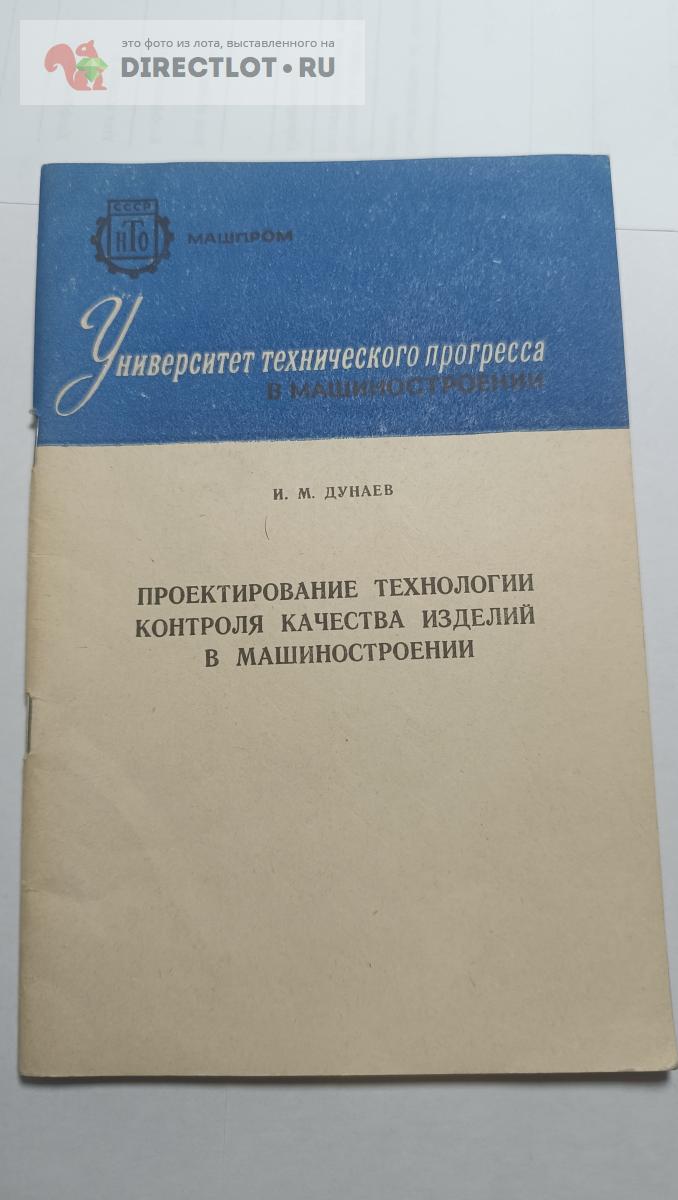 это фото из лота, выставленного на
DIRECTLOT.RU
СССР
НТО
МАШПРОМ
Университет технического прогресса
В МАШИНОСТРОЕНИИ
И. М. ДУНАЕВ
ПРОЕКТИРОВАНИЕ ТЕХНОЛОГИИ
КОНТРОЛЯ КАЧЕСТВА ИЗДЕЛИЙ
В МАШИНОСТРОЕНИИ